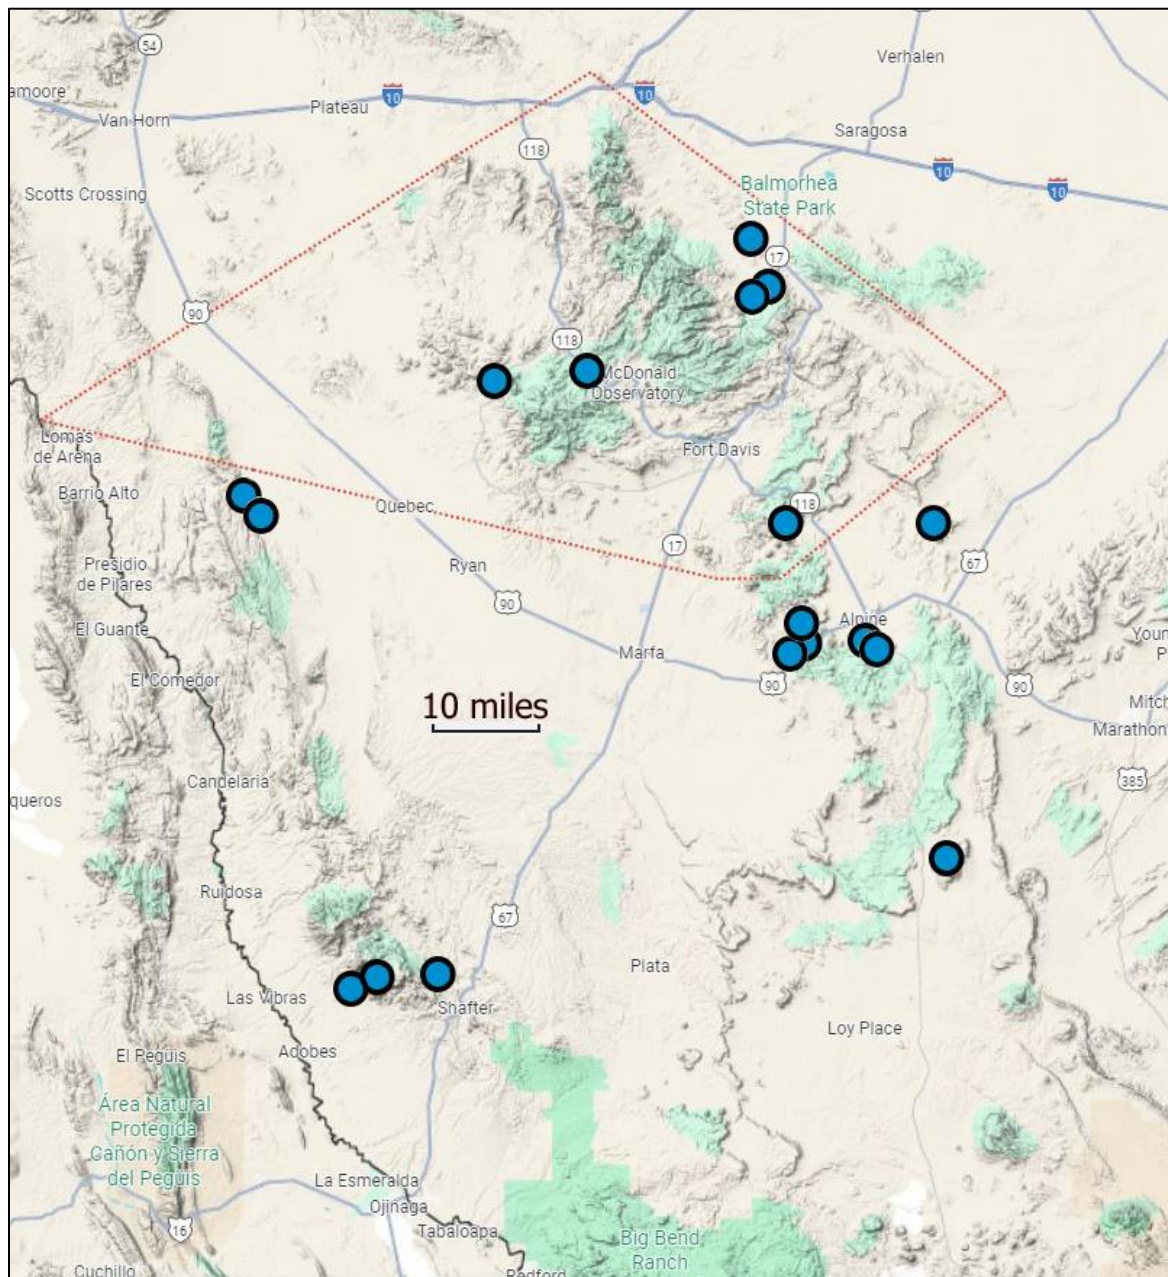 54
Verhalen
amoore
10
Plateau
10
Van Horn
Saragosa
118
10
10
Scotts Crossing
Balmorhea
State Park
17
90
118
McDonald
Observatory
Lomas
de Arena
Fort Davis
Barrio Alto
Quebec
118
17
Presidio
de Pilares
Ryan
67
90
El Guante
Alpine
Youn
P
Marfa
El Comedor
90
90
Mitch
10 miles
Marathon
Candelaria
385
queros
Ruidosa
67
Plata
Las Vibras
Shafter
Loy Place
Adobes
El Peguis
Área Natural
Protegida
Cañón y Sierra
del Peguis
La Esmeralda
Ojinaga
Tabaloapa
16
Big Bend
Ranch
Redford
Cuchillo